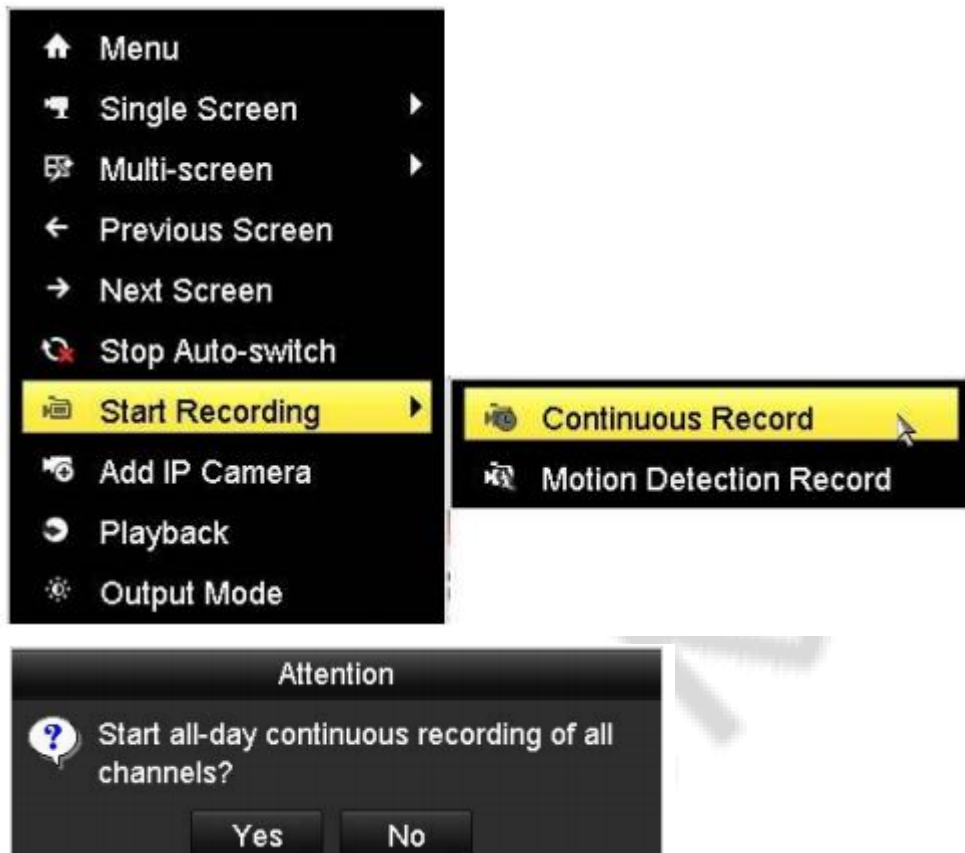 Menu
Single Screen
Multi-screen
Previous Screen
Next Screen
Stop Auto-switch
Start Recording
Continuous Record
Add IP Camera
Motion Detection Record
Playback
Output Mode
Attention
Start all-day continuous recording of all
channels?
Yes No